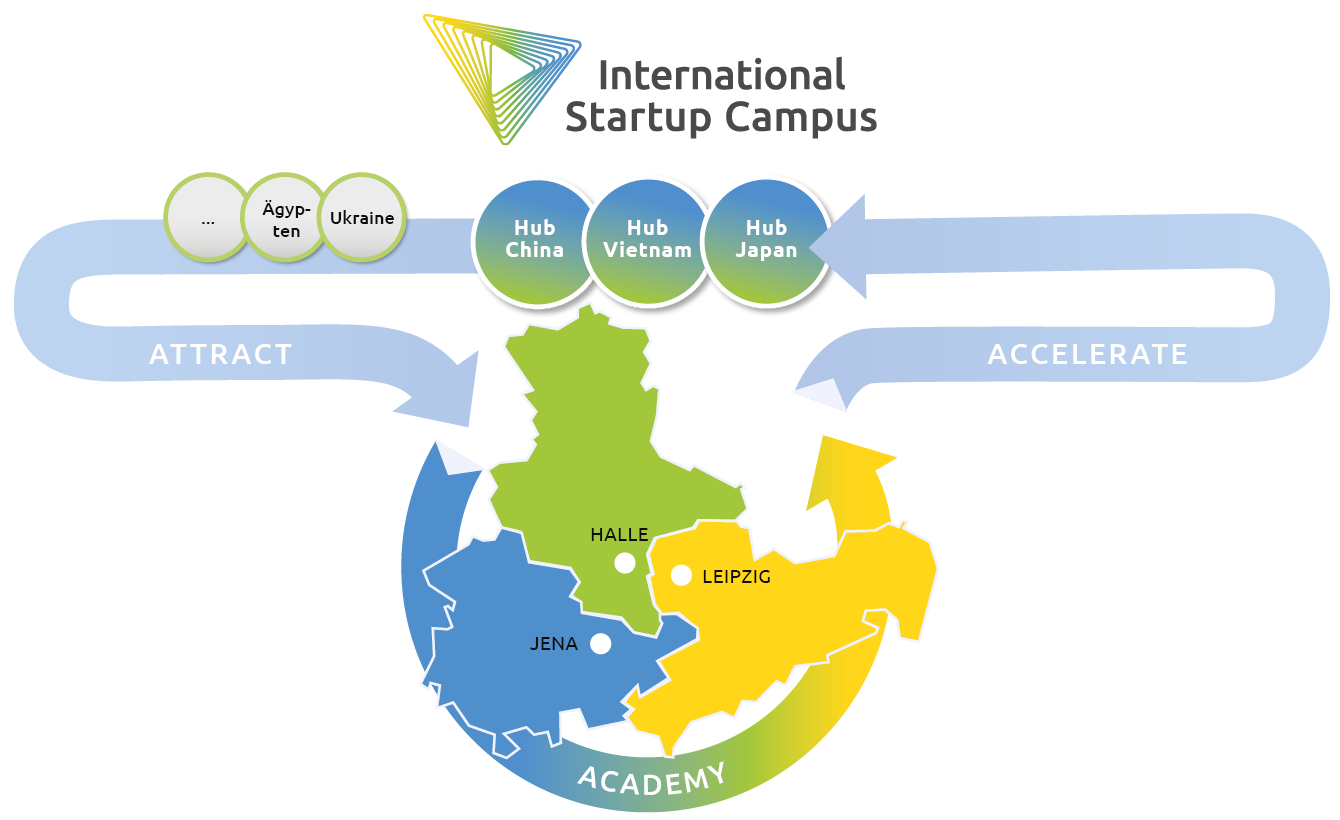 International
Startup Campus
...
Ägyp-
ten
Ukraine
Hub
China
Hub
Vietnam
Hub
Japan
ATTRACT
ACCELERATE
HALLE
LEIPZIG
JENA
ACADEMY